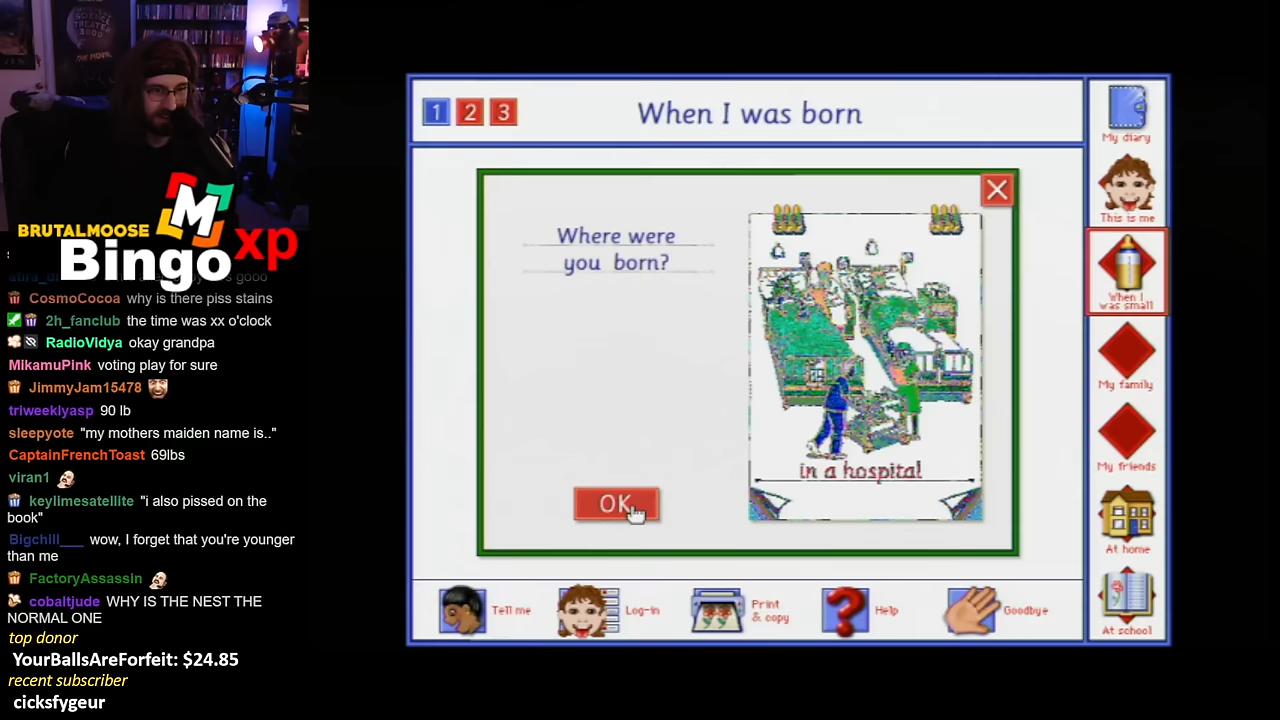 SCIENCE
THEATER
3000
THE MOVIE
BRUTALMOOSE
M
Bingo xp
CosmoCocoa why is there piss stains
2h_fanclub the time was xx o'clock
RadioVidya okay grandpa
MikamuPink voting play for sure
JimmyJam15478
triweeklyasp 90 lb
sleepyote "my mothers maiden name is.."
CaptainFrenchToast 69lbs
viran1
keylimesatellite "i also pissed on the
book"
Bigchill___ wow, I forget that you're younger
than me
FactoryAssassin
cobaltjude WHY IS THE NEST THE
NORMAL ONE
top donor
YourBallsAreForfeit: $24.85
recent subscriber
cicksfygeur
1 2 3
When I was born
Where were
you born?
OK
in a hospital
Tell me
Log-in
Print
& copy
Help
Goodbye
My diary
This is me
When I
was small
My family
My friends
At home
At school